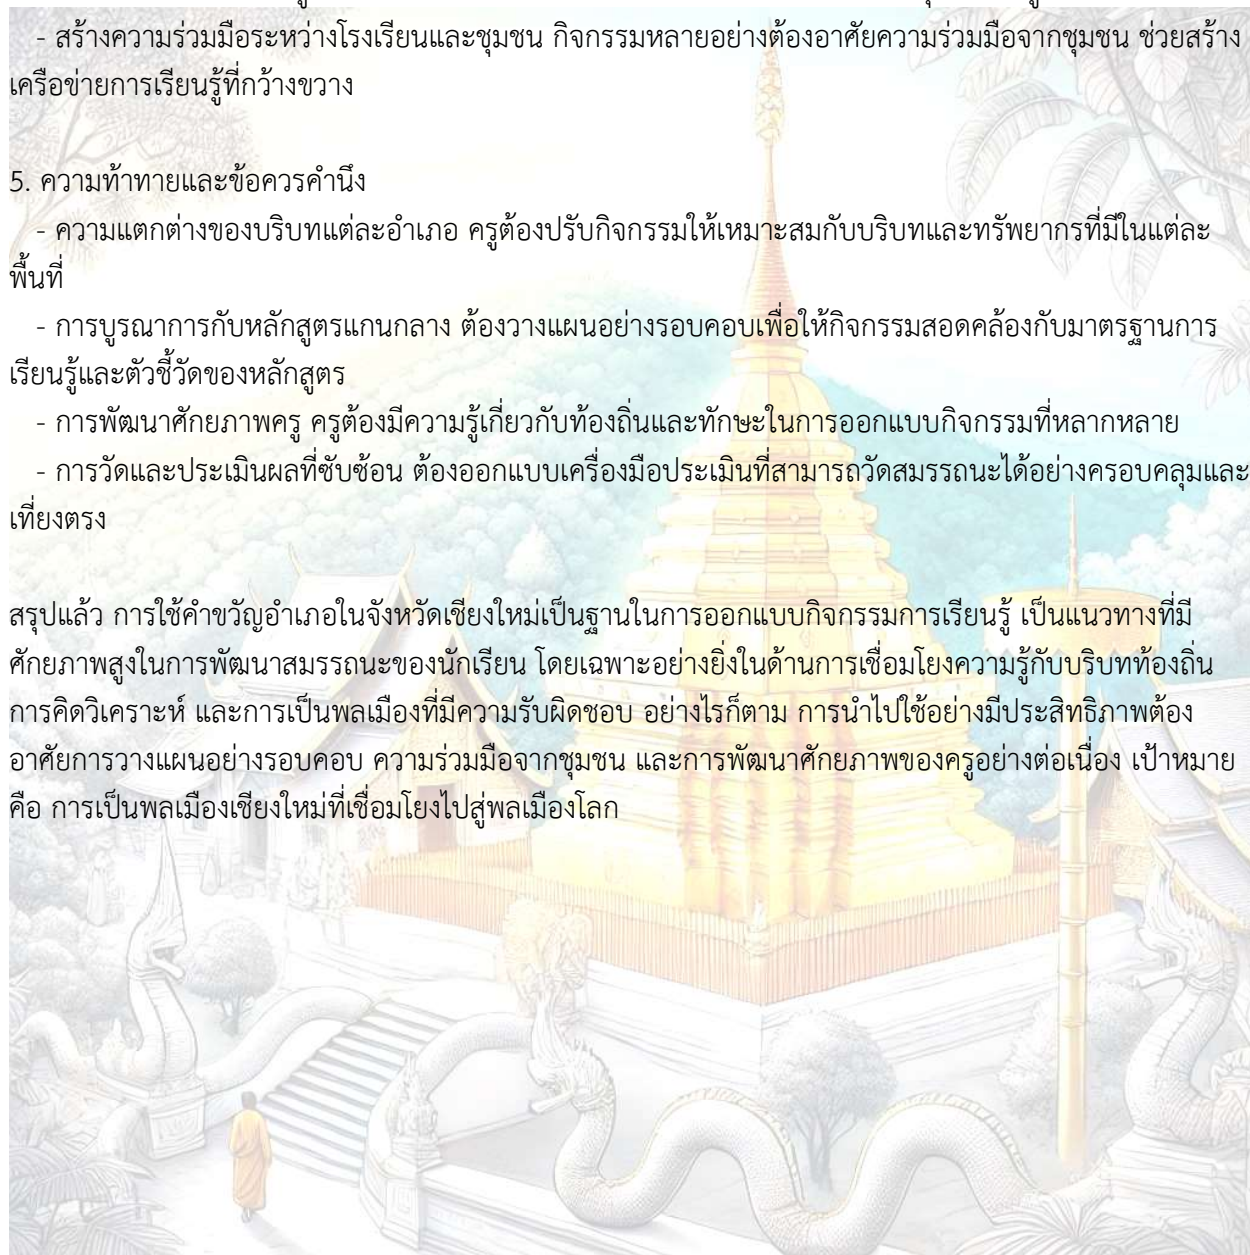 - สร้างความร่วมมือระหว่างโรงเรียนและชุมชน กิจกรรมหลายอย่างต้องอาศัยความร่วมมือจากชุมชน ช่วยสร้าง
เครือข่ายการเรียนรู้ที่กว้างขวาง
5. ความท้าทายและข้อควรคำนึง
- ความแตกต่างของบริบทแต่ละอำเภอ ครูต้องปรับกิจกรรมให้เหมาะสมกับบริบทและทรัพยากรที่มีในแต่ละ
พื้นที่
- การบูรณาการกับหลักสูตรแกนกลาง ต้องวางแผนอย่างรอบคอบเพื่อให้กิจกรรมสอดคล้องกับมาตรฐานการ
เรียนรู้และตัวชี้วัดของหลักสูตร
- การพัฒนาศักยภาพครู ครูต้องมีความรู้เกี่ยวกับท้องถิ่นและทักษะในการออกแบบกิจกรรมที่หลากหลาย
- การวัดและประเมินผลที่ซับซ้อน ต้องออกแบบเครื่องมือประเมินที่สามารถวัดสมรรถนะได้อย่างครอบคลุมและ
เที่ยงตรง
สรุปแล้ว การใช้คำขวัญอำเภอในจังหวัดเชียงใหม่เป็นฐานในการออกแบบกิจกรรมการเรียนรู้ เป็นแนวทางที่มี
ศักยภาพสูงในการพัฒนาสมรรถนะของนักเรียน โดยเฉพาะอย่างยิ่งในด้านการเชื่อมโยงความรู้กับบริบทท้องถิ่น
การคิดวิเคราะห์ และการเป็นพลเมืองที่มีความรับผิดชอบ อย่างไรก็ตาม การนำไปใช้อย่างมีประสิทธิภาพต้อง
อาศัยการวางแผนอย่างรอบคอบ ความร่วมมือจากชุมชน และการพัฒนาศักยภาพของครูอย่างต่อเนื่อง เป้าหมาย
คือ การเป็นพลเมืองเชียงใหม่ที่เชื่อมโยงไปสู่พลเมืองโลก